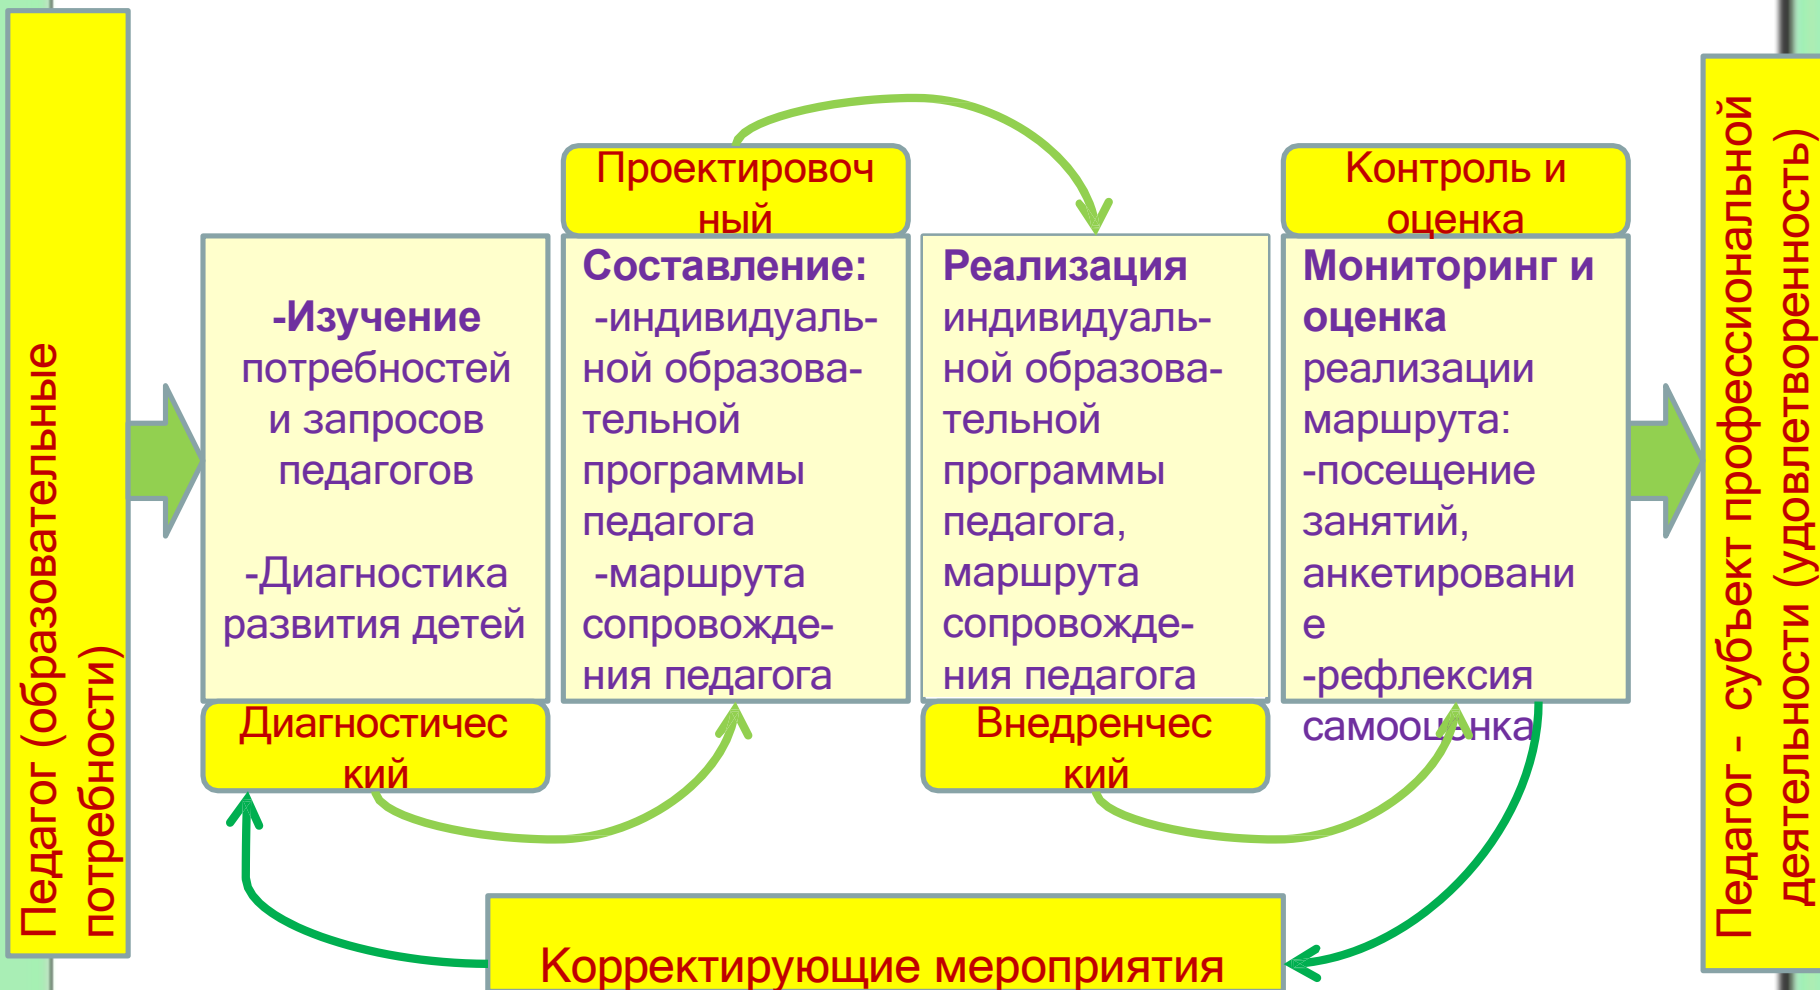 Педагог (образовательные
потребности)
-Изучение
потребностей
и запросов
педагогов
-Диагностика
развития детей
Диагностичес
кий
Проектировоч
ный
Составление:
-индивидуаль-
ной образова-
тельной
программы
педагога
-маршрута
сопровожде-
ния педагога
Реализация
индивидуаль-
ной образова-
тельной
программы
педагога,
маршрута
сопровожде-
ния педагога
Внедренчес
кий
Контроль и
оценка
Мониторинг и
оценка
реализации
маршрута:
-посещение
занятий,
анкетировани
е
-рефлексия
самооценка
Корректирующие мероприятия
Педагог - субъект профессиональной
деятельности (удовлетворенность)